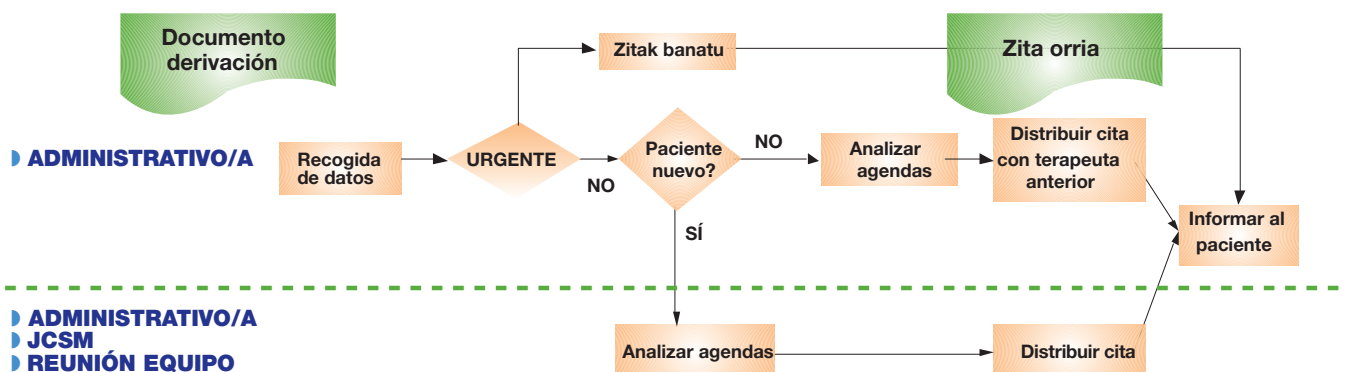 Documento
derivación
Zitak banatu
Zita orria
ADMINISTRATIVO/A
Recogida
de datos
URGENTE
NO
Paciente
nuevo?
NO
Analizar
agendas
Distribuir cita
con terapeuta
anterior
SÍ
Informar al
paciente
ADMINISTRATIVO/A
JCSM
REUNIÓN EQUIPO
Analizar agendas
Distribuir cita